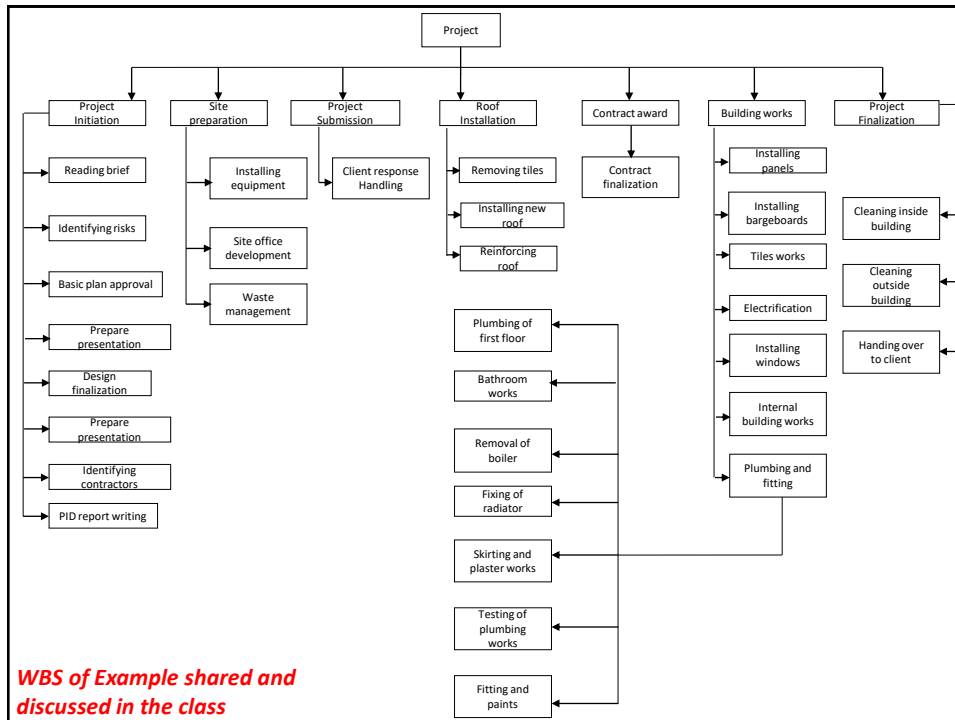 Project
Project
Initiation
Site
preparation
Project
Submission
Roof
Installation
Contract award
Building works
Project
Finalization
Reading brief
Identifying risks
Basic plan approval
Prepare
presentation
Design
finalization
Prepare
presentation
Identifying
contractors
PID report writing
Installing
equipment
Site office
development
Waste
management
Client response
Handling
Removing tiles
Installing new
roof
Reinforcing
roof
Contract
finalization
Installing
panels
Installing
bargeboards
Tiles works
Electrification
Installing
windows
Internal
building works
Plumbing and
fitting
Cleaning inside
building
Cleaning
outside
building
Handing over
to client
Plumbing of
first floor
Bathroom
works
Removal of
boiler
Fixing of
radiator
Skirting and
plaster works
Testing of
plumbing
works
Fitting and
paints
WBS of Example shared and
discussed in the class